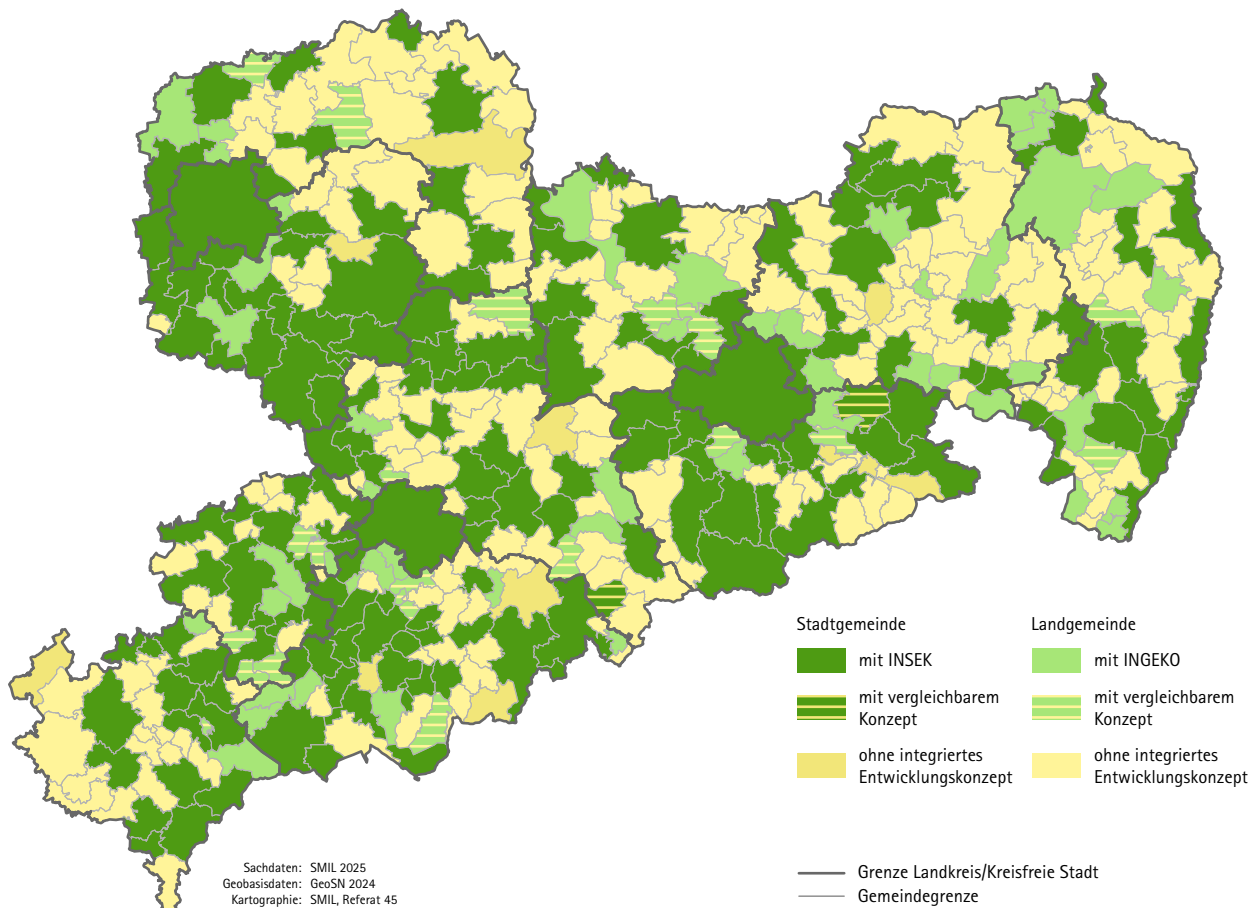 Stadtgemeinde
mit INSEK
mit vergleichbarem
Konzept
ohne integriertes
Entwicklungskonzept
Landgemeinde
mit INGEKO
mit vergleichbarem
Konzept
ohne integriertes
Entwicklungskonzept
Grenze Landkreis/Kreisfreie Stadt
Gemeindegrenze
Sachdaten: SMIL 2025
Geobasisdaten: GeoSN 2024
Kartographie: SMIL, Referat 45